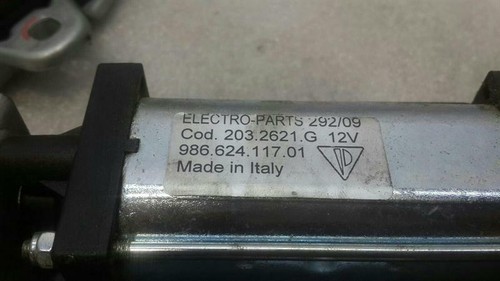 ELECTRO-PARTS 292/09
Cod. 203.2621.G 12V
986.624.117.01
Made in Italy